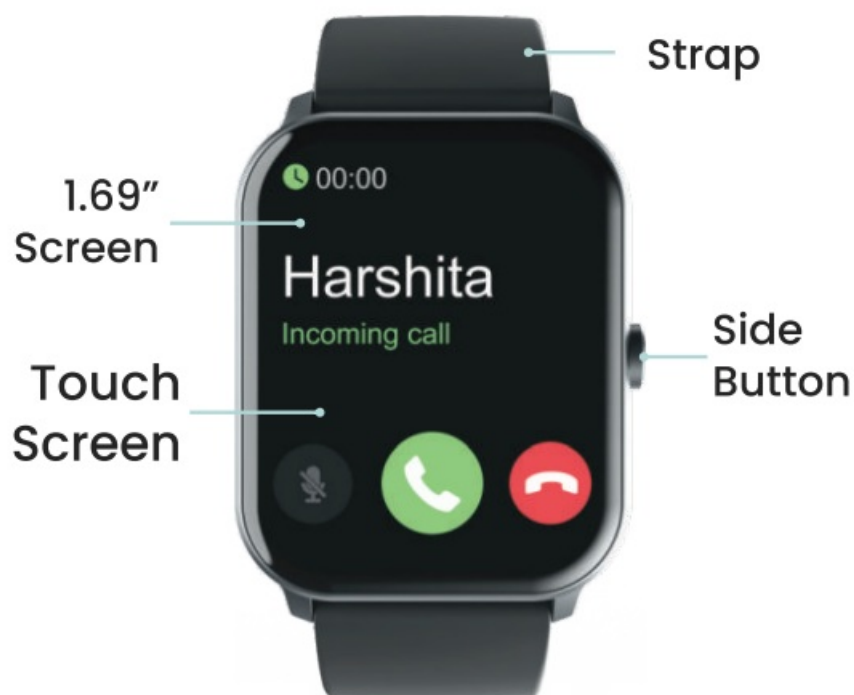 Strap
1.69”
Screen
00:00
Harshita
Incoming call
Touch
Screen
Side
Button